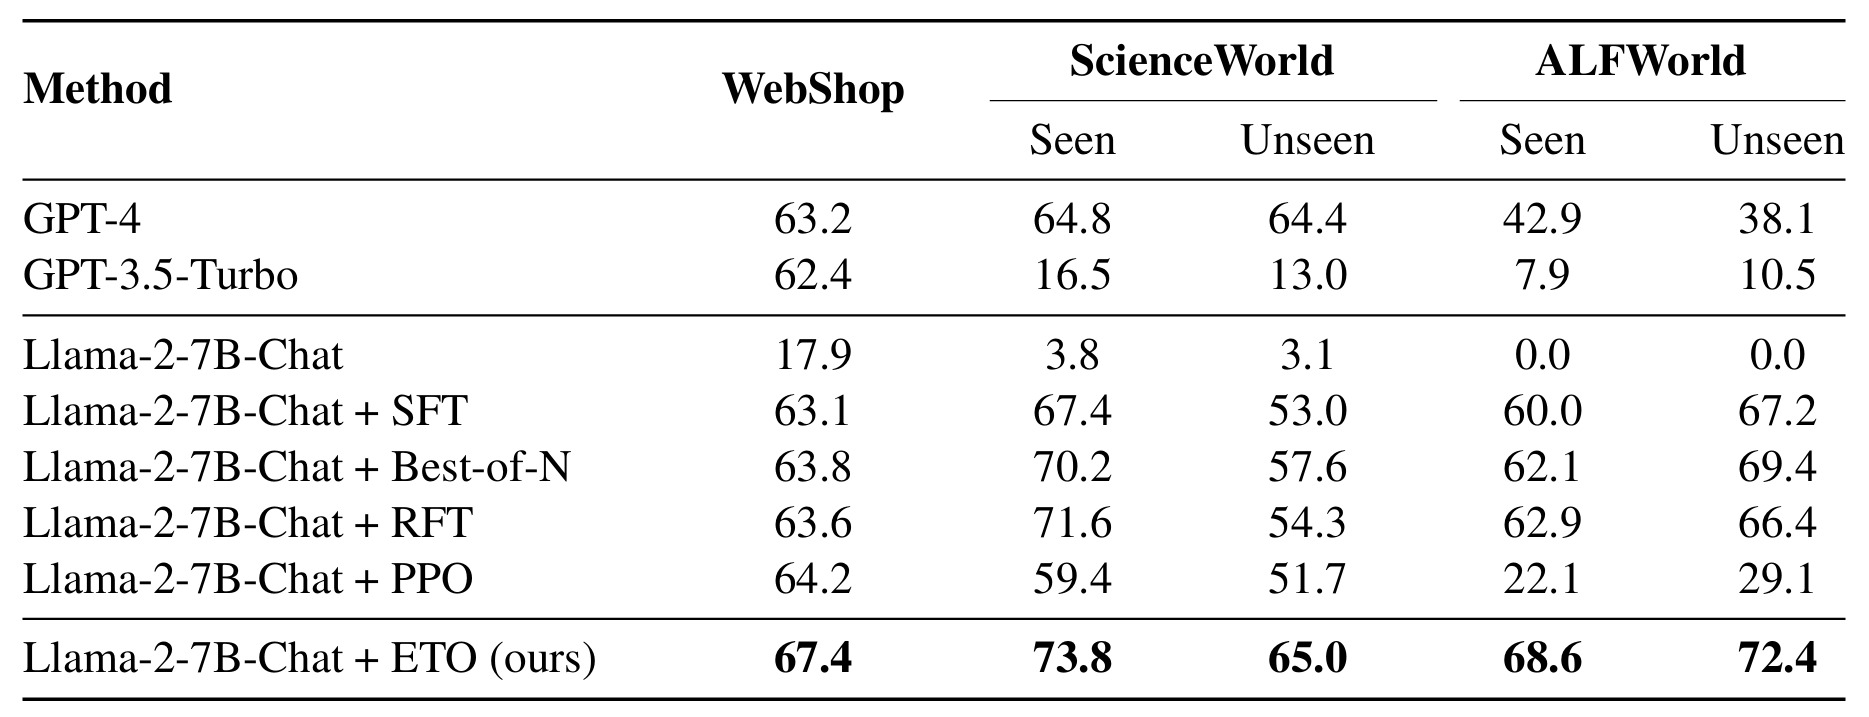 Method WebShop ScienceWorld ALFWorld
Seen Unseen Seen Unseen
GPT-4 63.2 64.8 64.4 42.9 38.1
GPT-3.5-Turbo 62.4 16.5 13.0 7.9 10.5
Llama-2-7B-Chat 17.9 3.8 3.1 0.0 0.0
Llama-2-7B-Chat + SFT 63.1 67.4 53.0 60.0 67.2
Llama-2-7B-Chat + Best-of-N 63.8 70.2 57.6 62.1 69.4
Llama-2-7B-Chat + RFT 63.6 71.6 54.3 62.9 66.4
Llama-2-7B-Chat + PPO 64.2 59.4 51.7 22.1 29.1
Llama-2-7B-Chat + ETO (ours) 67.4 73.8 65.0 68.6 72.4